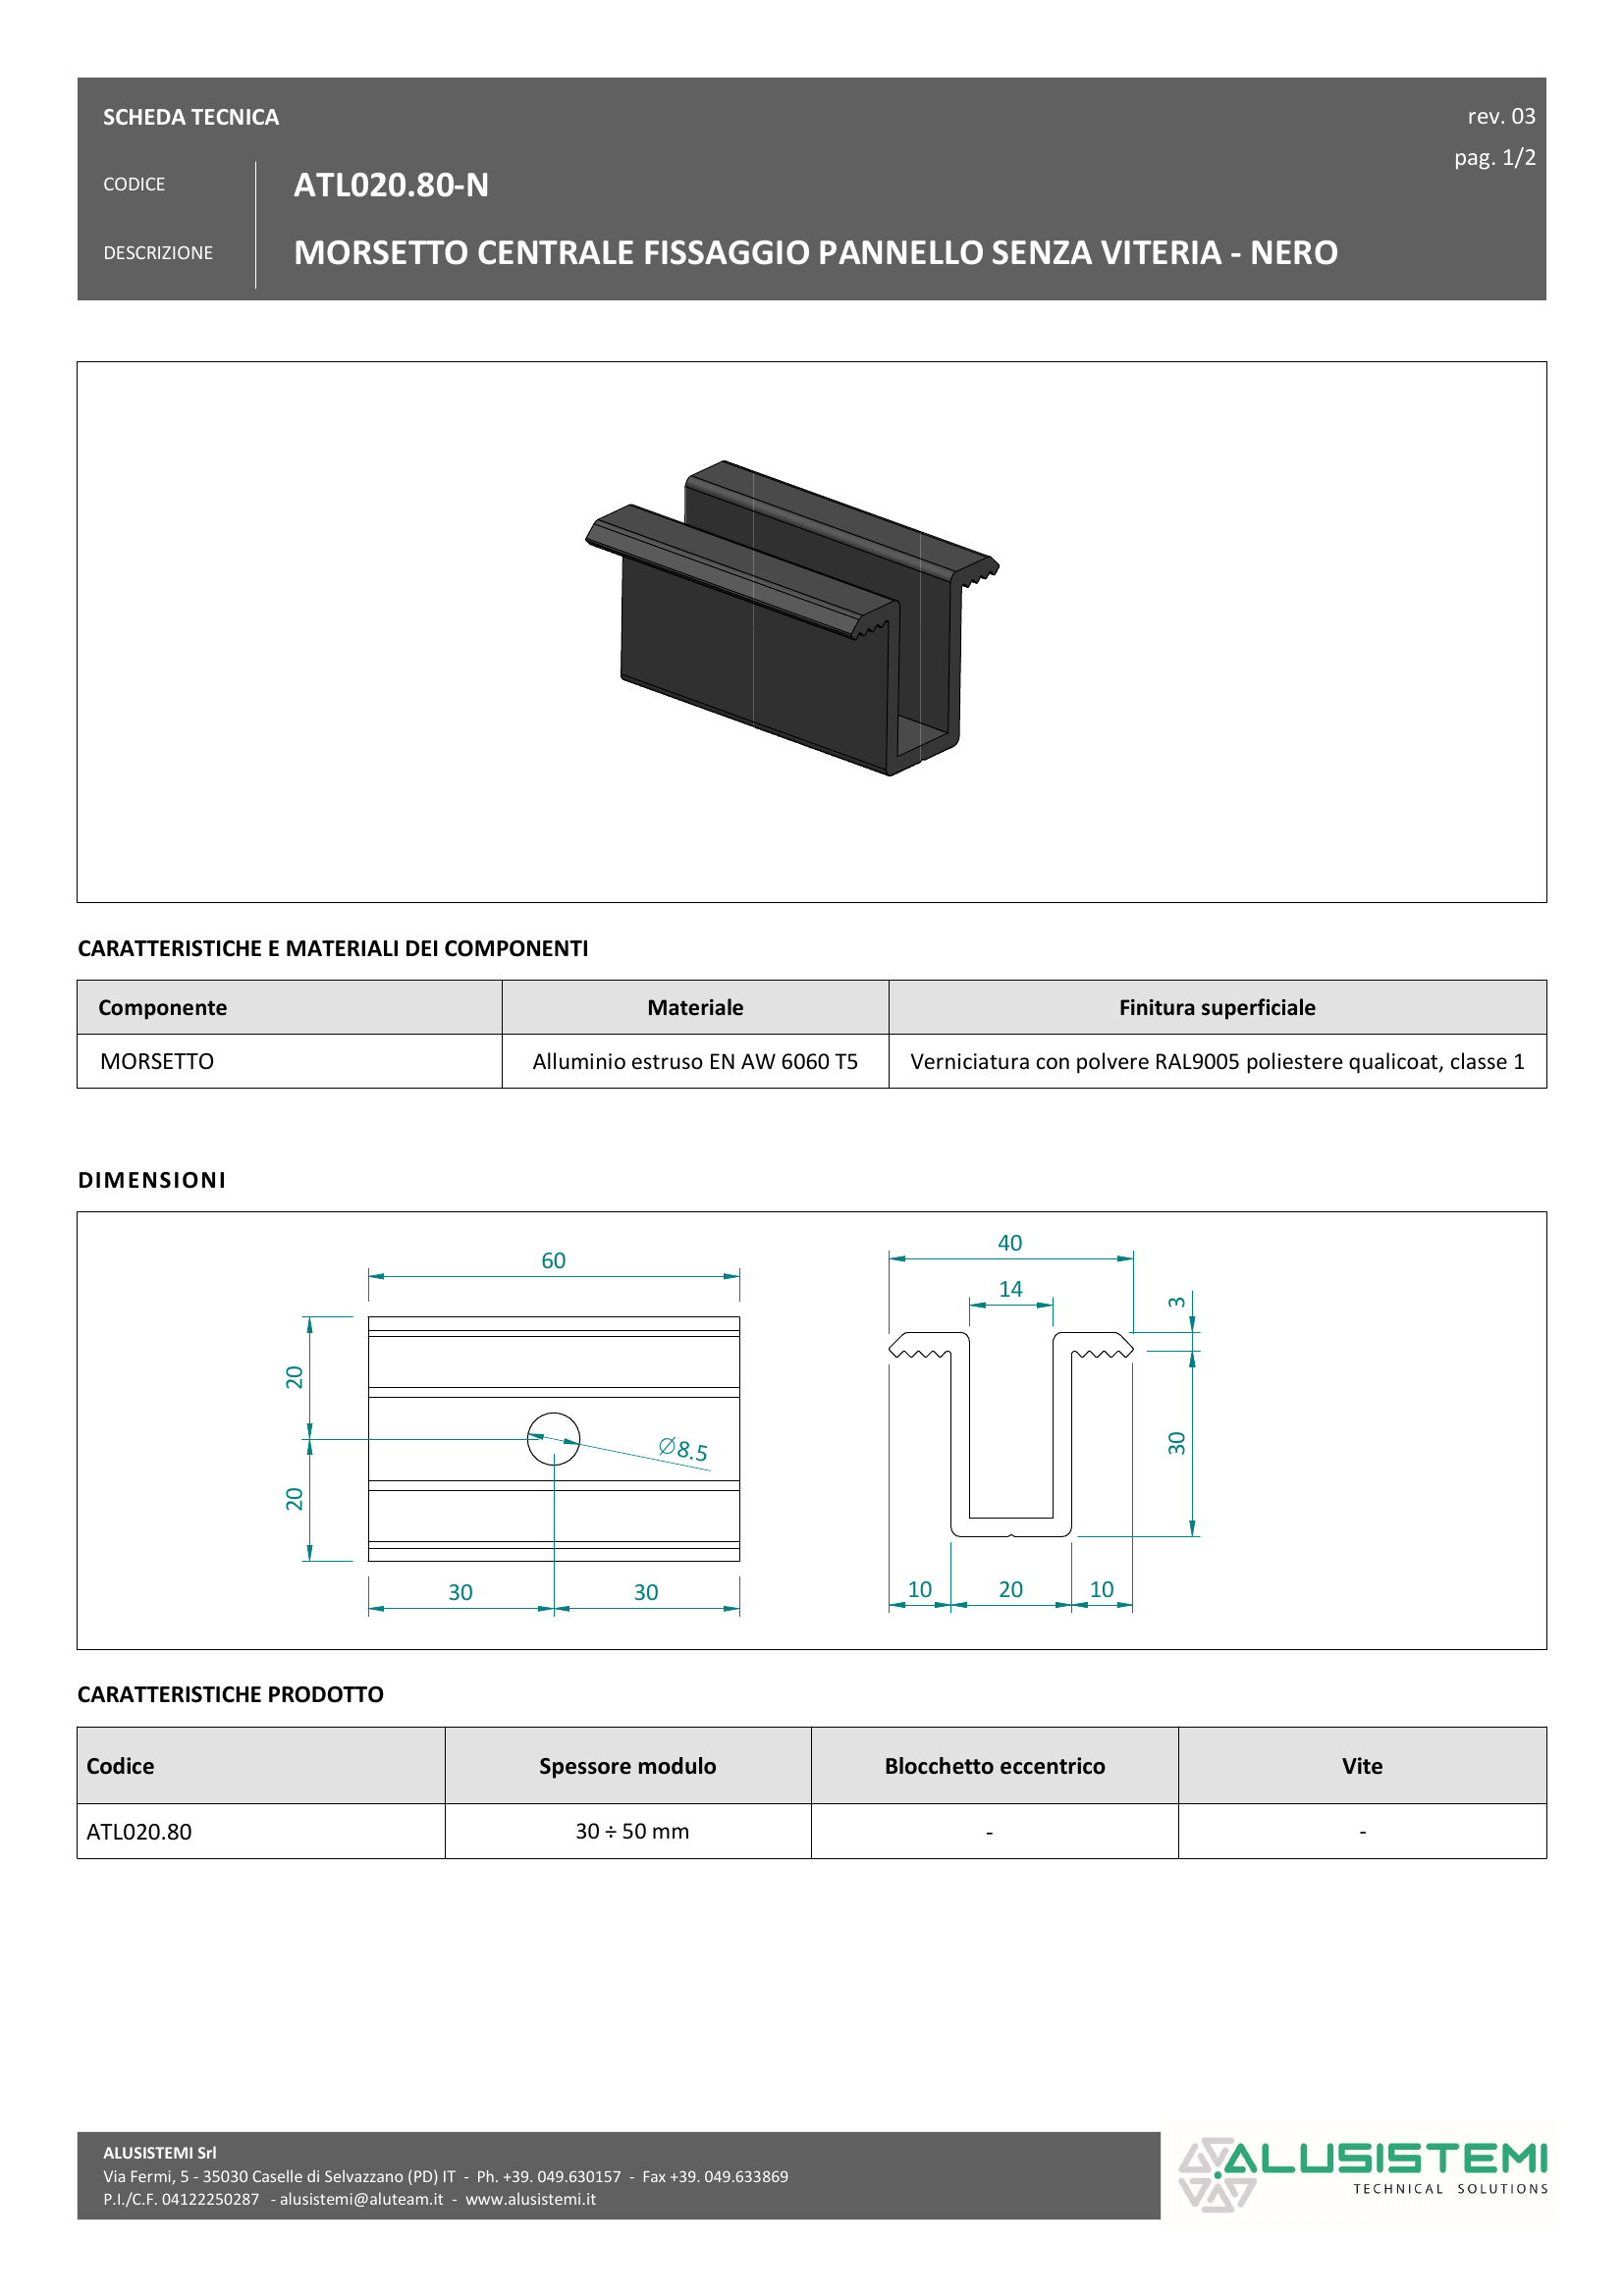 SCHEDA TECNICA
rev. 03
pag. 1/2
CODICE
ATL020.80-N
DESCRIZIONE
MORSETTO CENTRALE FISSAGGIO PANNELLO SENZA VITERIA - NERO
CARATTERISTICHE E MATERIALI DEI COMPONENTI
Componente Materiale Finitura superficiale
MORSETTO Alluminio estruso EN AW 6060 T5 Verniciatura con polvere RAL9005 poliestere qualicoat, classe 1
DIMENSIONI
60
20
20
Ø8.5
30 30
40
14
3
30
10 20 10
CARATTERISTICHE PRODOTTO
Codice Spessore modulo Blocchetto eccentrico Vite
ATL020.80 30 ÷ 50 mm - -
ALUSISTEMI Srl
Via Fermi, 5 - 35030 Caselle di Selvazzano (PD) IT - Ph. +39. 049.630157 - Fax +39. 049.633869
P.I./C.F. 04122250287 - alusistemi@aluteam.it - www.alusistemi.it
ALUSISTEMI
TECHNICAL SOLUTIONS